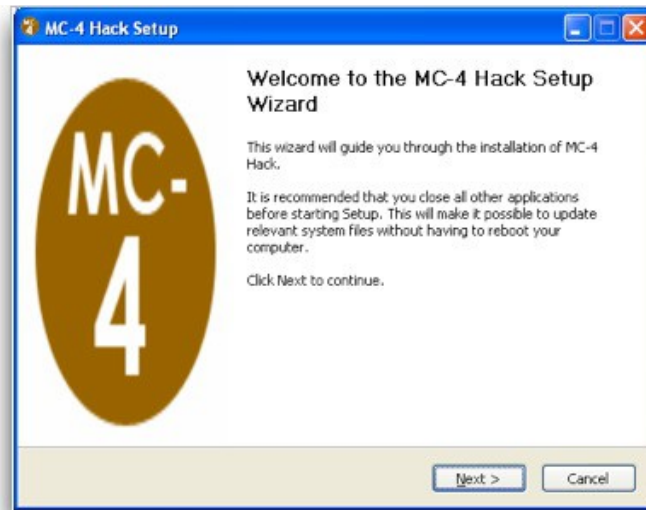 MC-4 Hack Setup
MC-
4
Welcome to the MC-4 Hack Setup
Wizard
This wizard will guide you through the installation of MC-4
Hack.
It is recommended that you close all other applications
before starting Setup. This will make it possible to update
relevant system files without having to reboot your
computer.
Click Next to continue.
Next >
Cancel